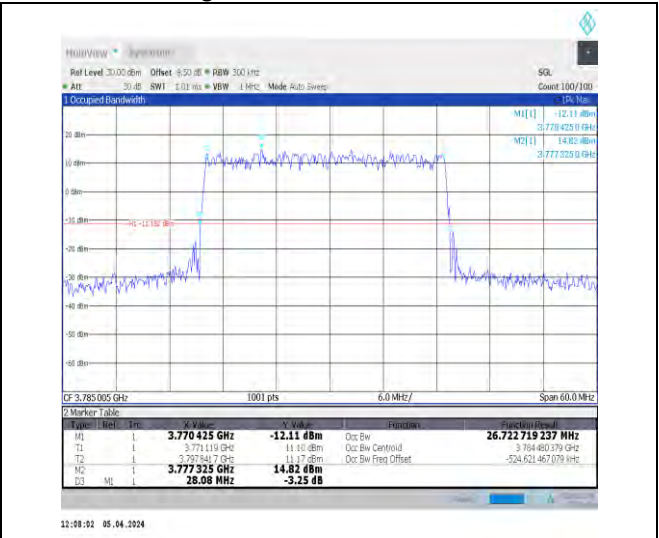 MultiView Spectrum
Ref Level 30.00 dBm Offset 9.50 dB RBW 300 kHz SGL
Att 30 dB SWT 1.01 ms VBW 1 MHz Mode Auto Sweep Count 100/100
1 Occupied Bandwidth 1Pk Max
M1[1] -12.11 dBm
3.770425 0 GHz
M2[1] 14.82 dBm
3.777325 0 GHz
20 dBm
10 dBm
0 dBm
-10 dBm
-20 dBm
-30 dBm
-40 dBm
-50 dBm
-60 dBm
CF 3.785 005 GHz 1001 pts 6.0 MHz/ Span 60.0 MHz
2 Marker Table
Type Ref Trc X-Value Y-Value Function Function Result
M1 1 3.770 425 GHz -12.11 dBm Occ Bw 26.722 719 237 MHz
T1 1 3.771 119 GHz 11.10 dBm Occ Bw Centroid 3.784 480 379 GHz
T2 1 3.797 841 7 GHz 11.17 dBm Occ Bw Freq Offset -524.621 467 079 kHz
M2 1 3.777 325 GHz 14.82 dBm
D3 M1 1 28.08 MHz -3.25 dB
12:08:02 05.04.2024